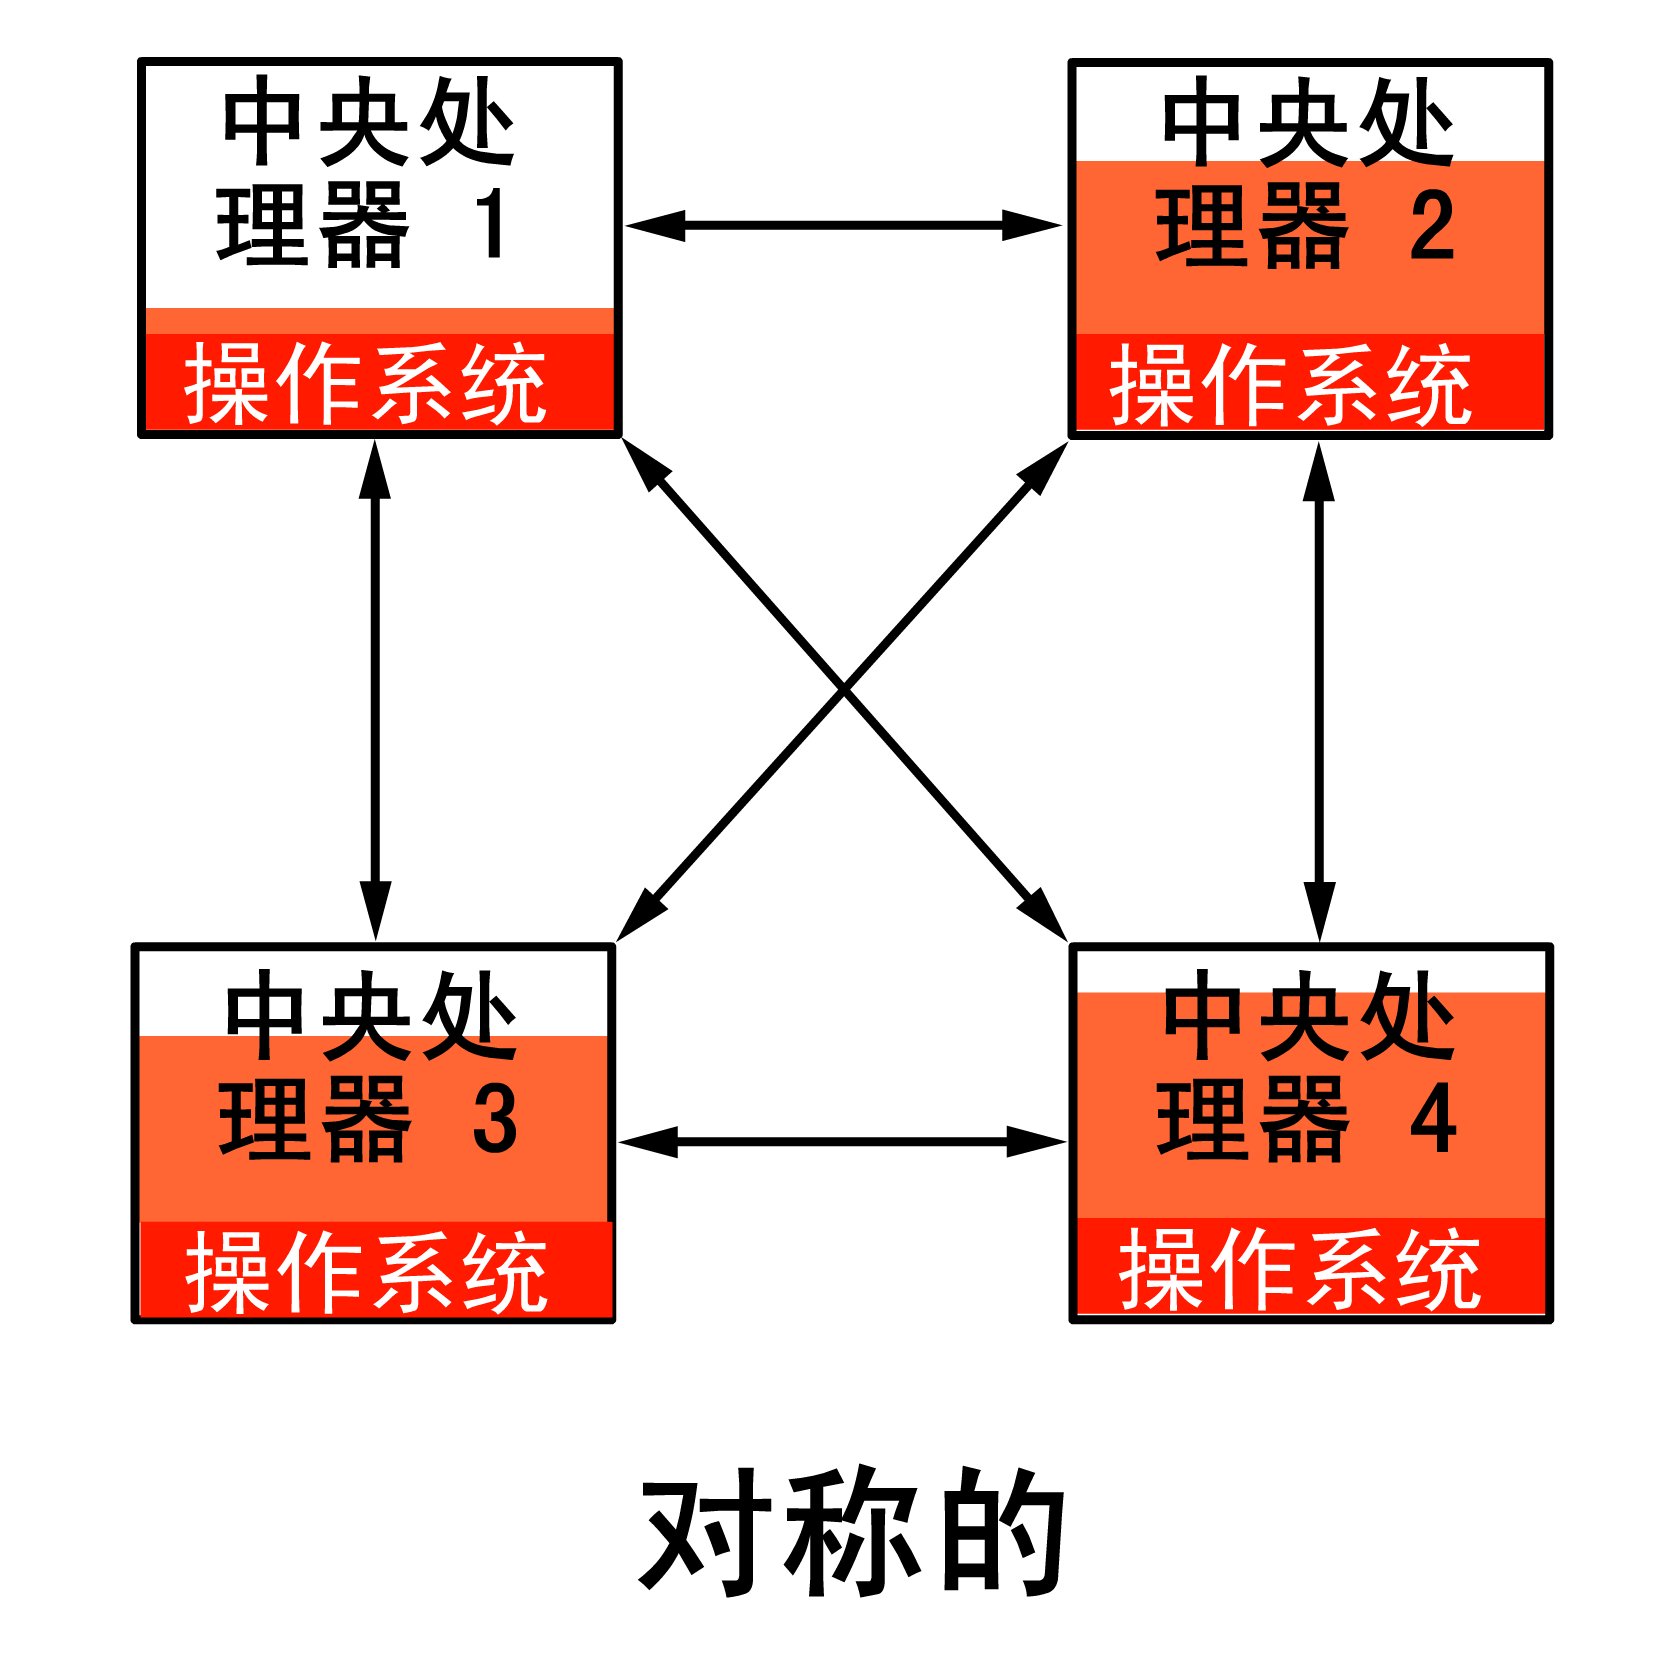 中央处
理器 1
操作系统
中央处
理器 2
操作系统
中央处
理器 3
操作系统
中央处
理器 4
操作系统
对称的